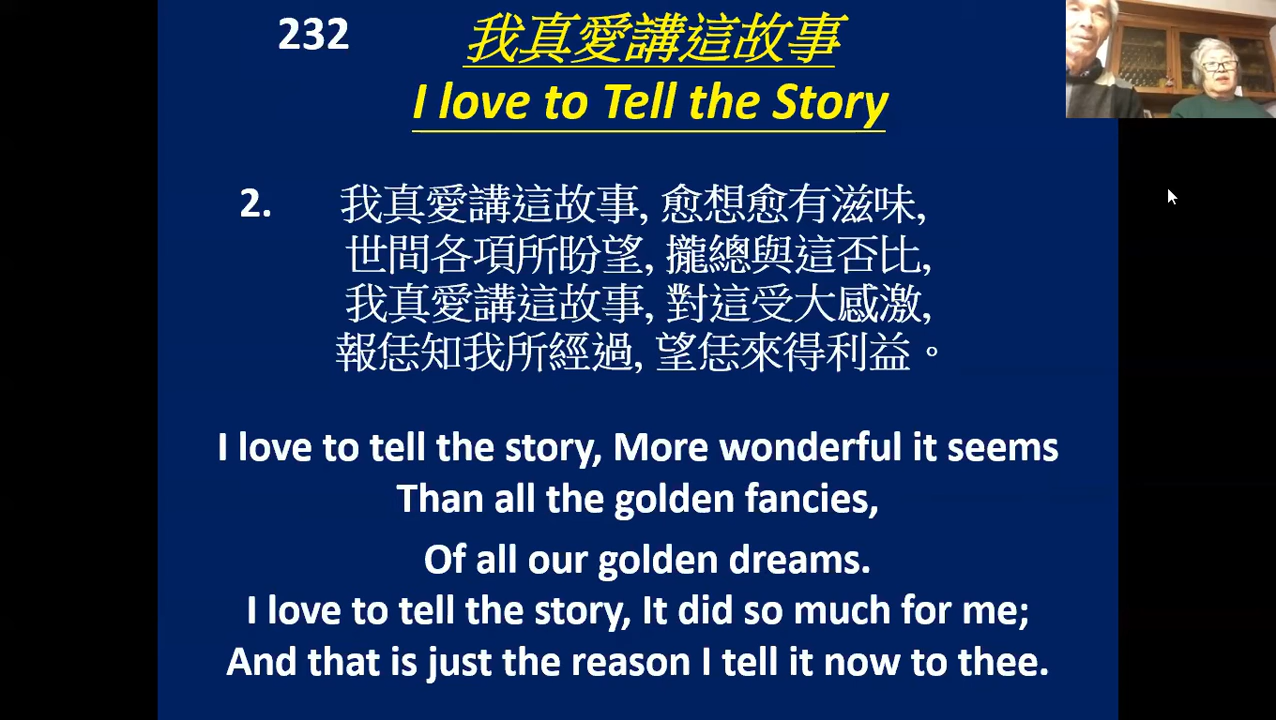 232
我真愛講這故事
I love to Tell the Story
2. 我真愛講這故事, 愈想愈有滋味,
世間各項所盼望, 攏總與這否比,
我真愛講這故事, 對這受大感激,
報恁知我所經過, 望恁來得利益。
I love to tell the story, More wonderful it seems
Than all the golden fancies,
Of all our golden dreams.
I love to tell the story, It did so much for me;
And that is just the reason I tell it now to thee.